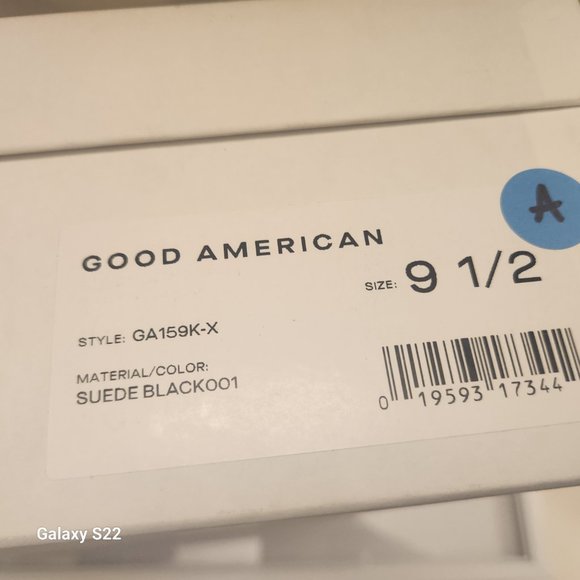 A
GOOD AMERICAN
SIZE: 9 1/2
STYLE: GA159K-X
MATERIAL/COLOR:
SUEDE BLACK001
0 19593 17344
Galaxy S22